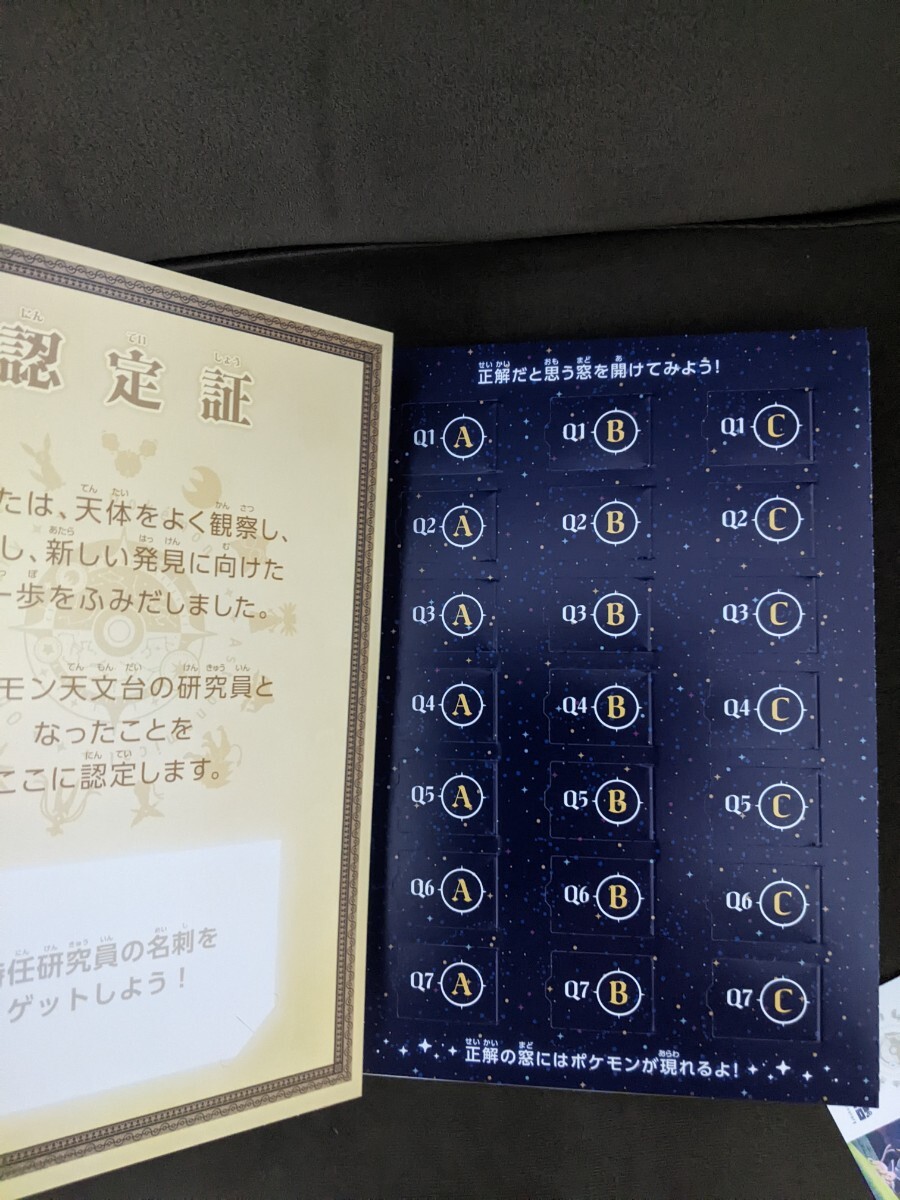 認定証
たは、天体をよく観察し、
し、新しい発見に向けた
一歩をふみだしました。
モン天文台の研究員と
なったことを
ここに認定します。
特任研究員の名刺を
ゲットしよう！
正解だと思う窓を開けてみよう！
Q1 A Q1 B Q1 C
Q2 A Q2 B Q2 C
Q3 A Q3 B Q3 C
Q4 A Q4 B Q4 C
Q5 A Q5 B Q5 C
Q6 A Q6 B Q6 C
Q7 A Q7 B Q7 C
正解の窓にはポケモンが現れるよ！